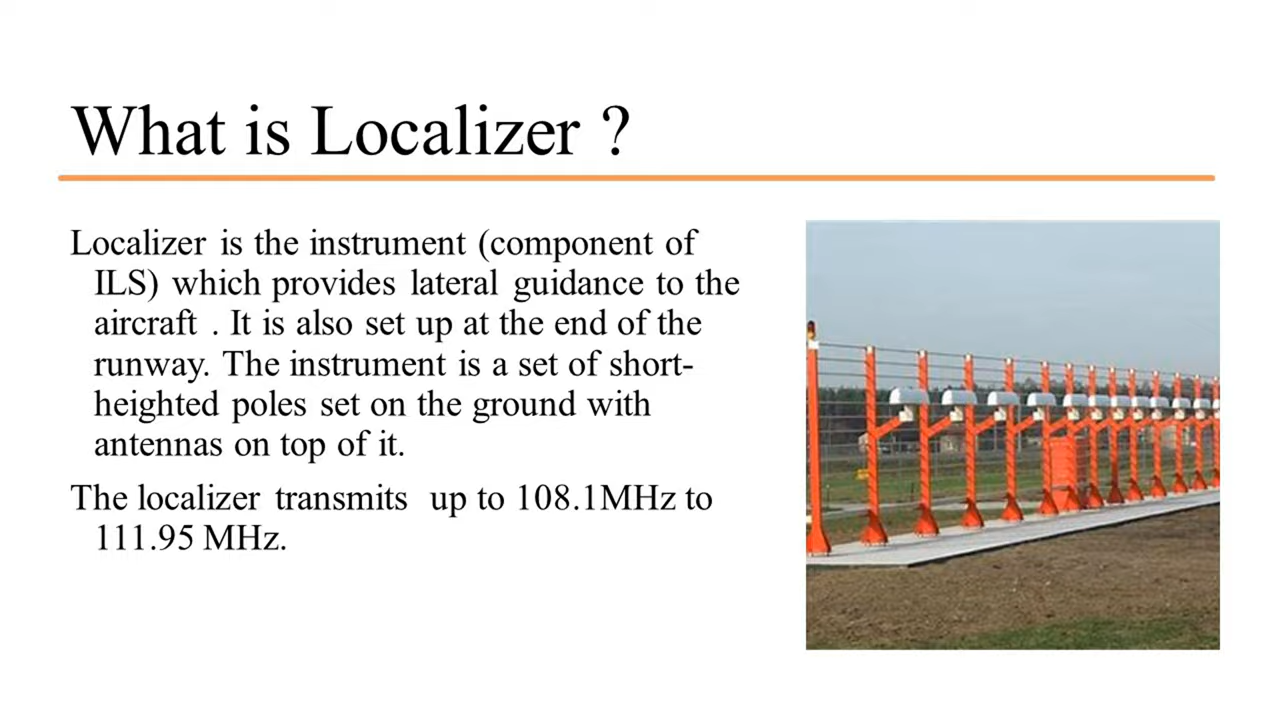 What is Localizer ?
Localizer is the instrument (component of
ILS) which provides lateral guidance to the
aircraft . It is also set up at the end of the
runway. The instrument is a set of short-
heighted poles set on the ground with
antennas on top of it.
The localizer transmits up to 108.1MHz to
111.95 MHz.